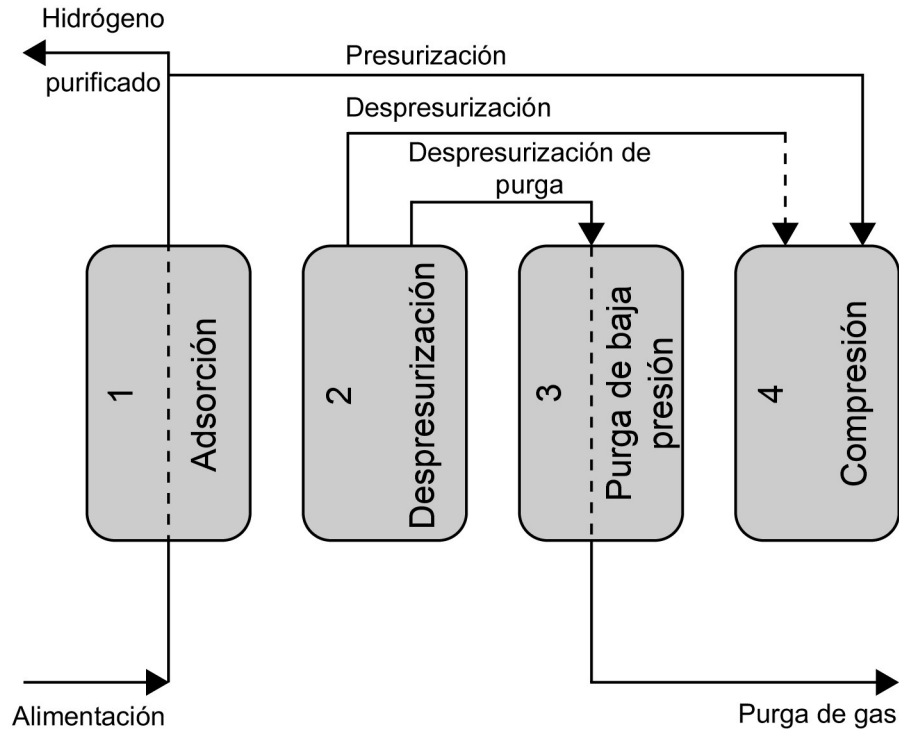 Hidrógeno
purificado
Presurización
Despresurización
Despresurización de
purga
1
Adsorción
2
Despresurización
3
Purga de baja
presión
4
Compresión
Alimentación
Purga de gas